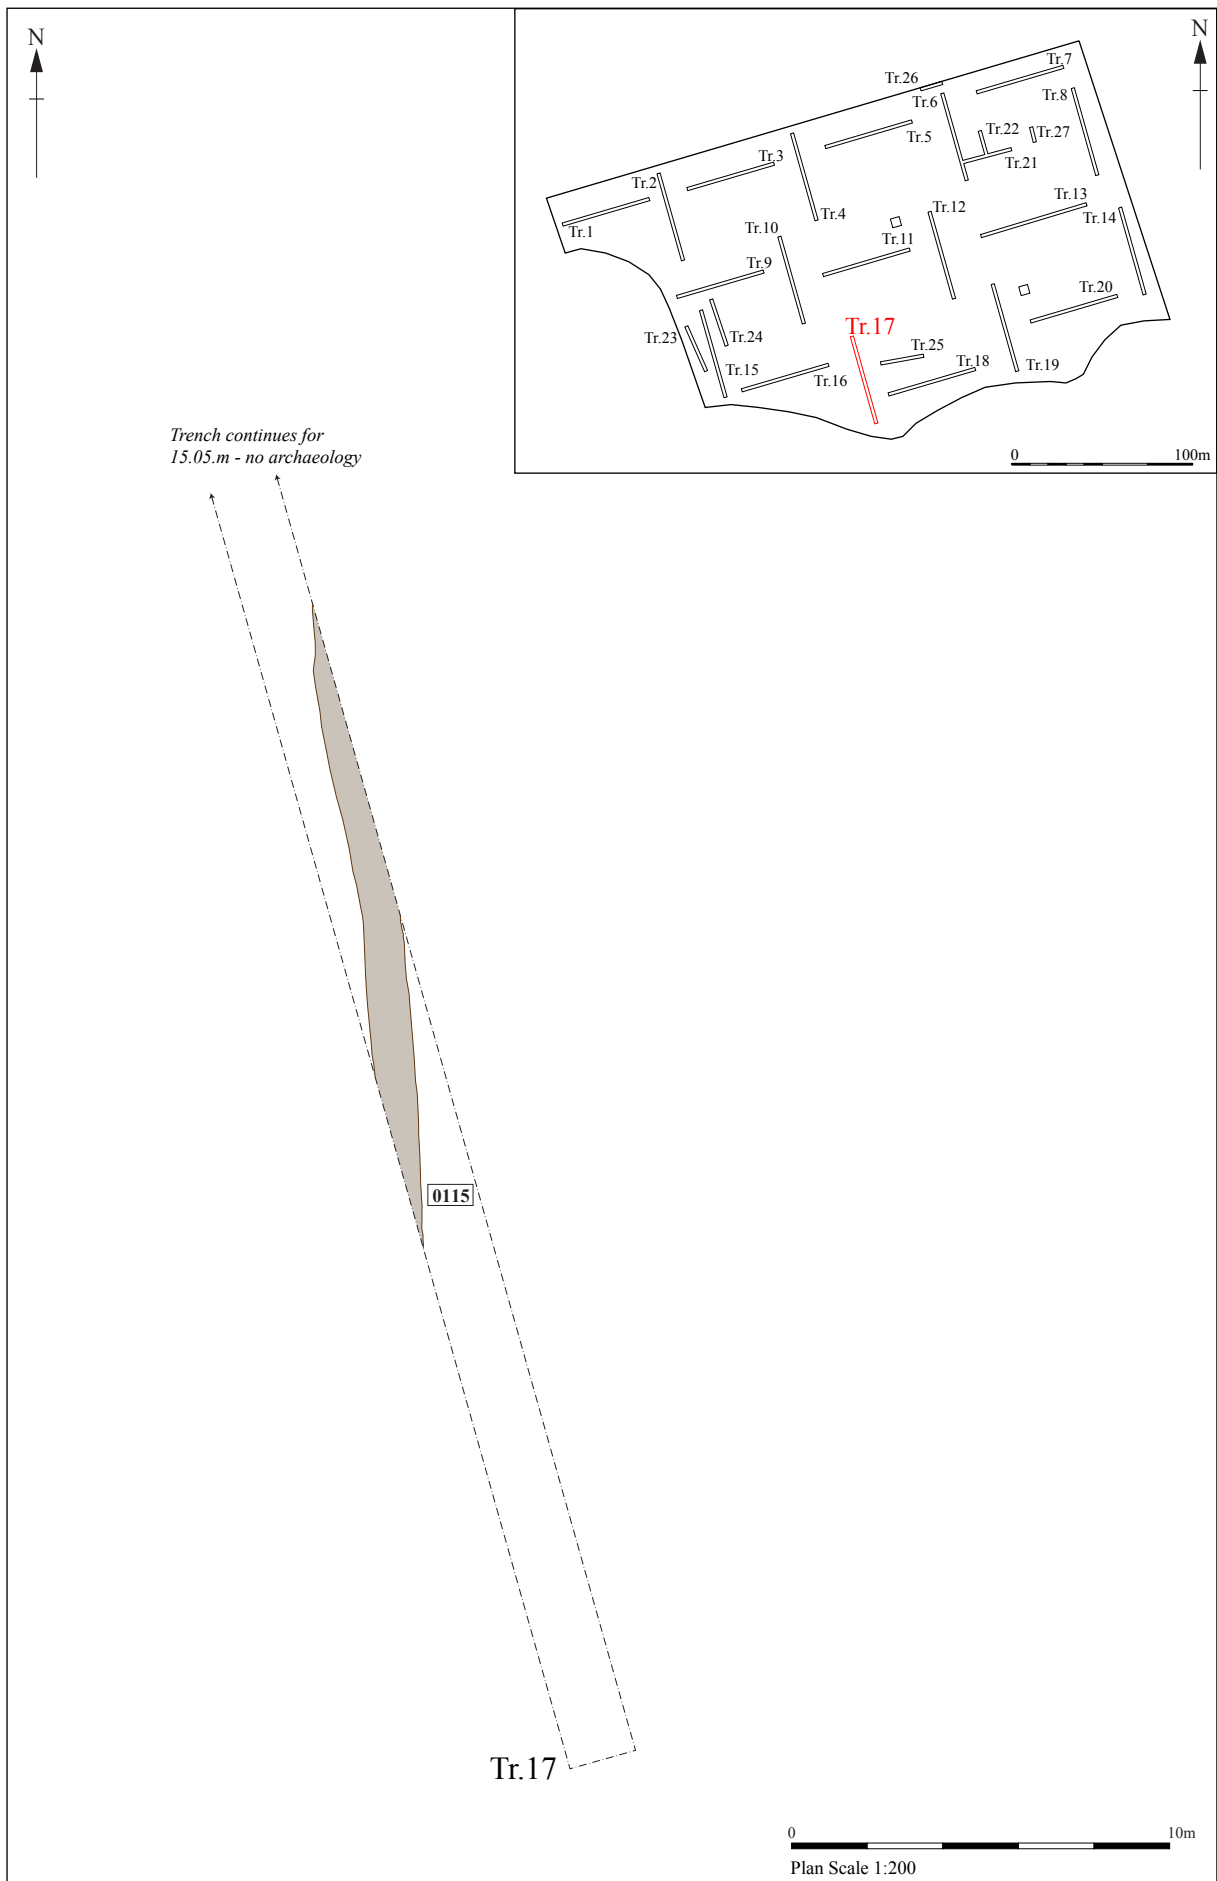 N
N
Tr.7
Tr.26
Tr.6
Tr.8
Tr.22
Tr.27
Tr.5
Tr.21
Tr.3
Tr.2
Tr.13
Tr.12
Tr.4
Tr.14
Tr.10
Tr.1
Tr.11
Tr.9
Tr.20
Tr.17
Tr.23
Tr.24
Tr.25
Tr.15
Tr.16
Tr.18
Tr.19
0 100m
Trench continues for
15.05.m - no archaeology
0115
Tr.17
0 10m
Plan Scale 1:200